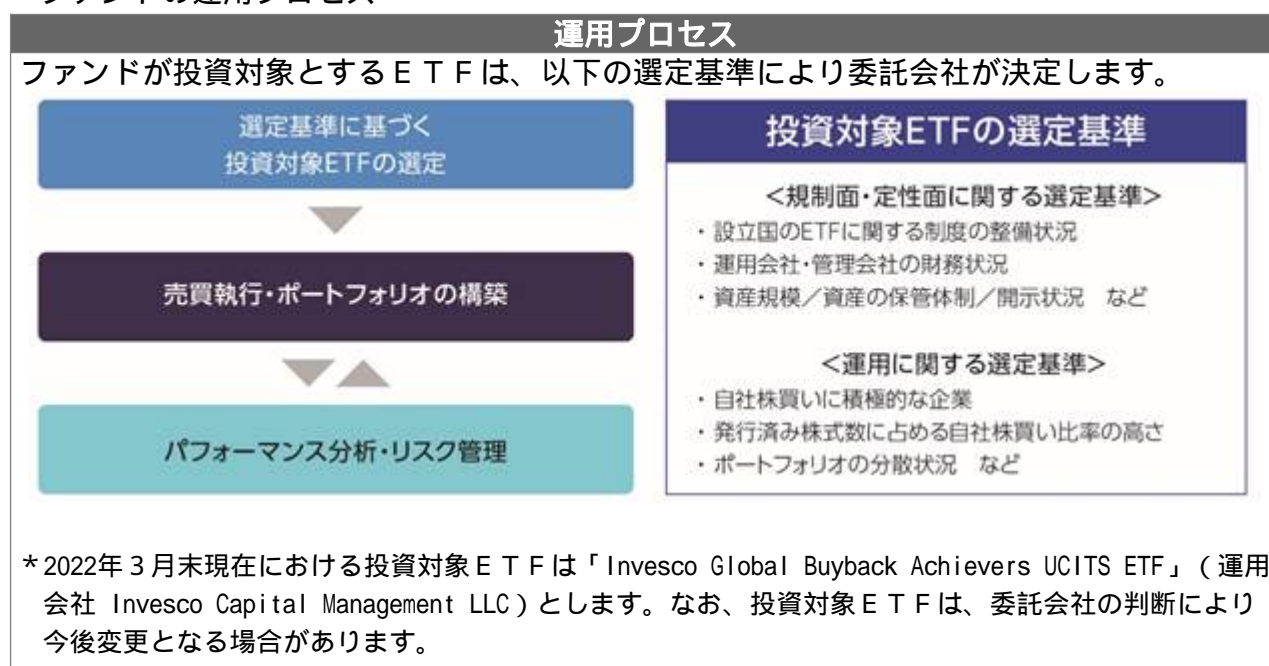 ファンドの運用プロセス
運用プロセス
ファンドが投資対象とするＥＴＦは、以下の選定基準により委託会社が決定します。
選定基準に基づく
投資対象ETFの選定
売買執行・ポートフォリオの構築
パフォーマンス分析・リスク管理
投資対象ETFの選定基準
＜規制面・定性面に関する選定基準＞
・設立国のETFに関する制度の整備状況
・運用会社・管理会社の財務状況
・資産規模／資産の保管体制／開示状況　など
＜運用に関する選定基準＞
・自社株買いに積極的な企業
・発行済み株式数に占める自社株買い比率の高さ
・ポートフォリオの分散状況　など
＊2022年３月末現在における投資対象ＥＴＦは「Invesco Global Buyback Achievers UCITS ETF」（運用
会社 Invesco Capital Management LLC）とします。なお、投資対象ＥＴＦは、委託会社の判断により
今後変更となる場合があります。